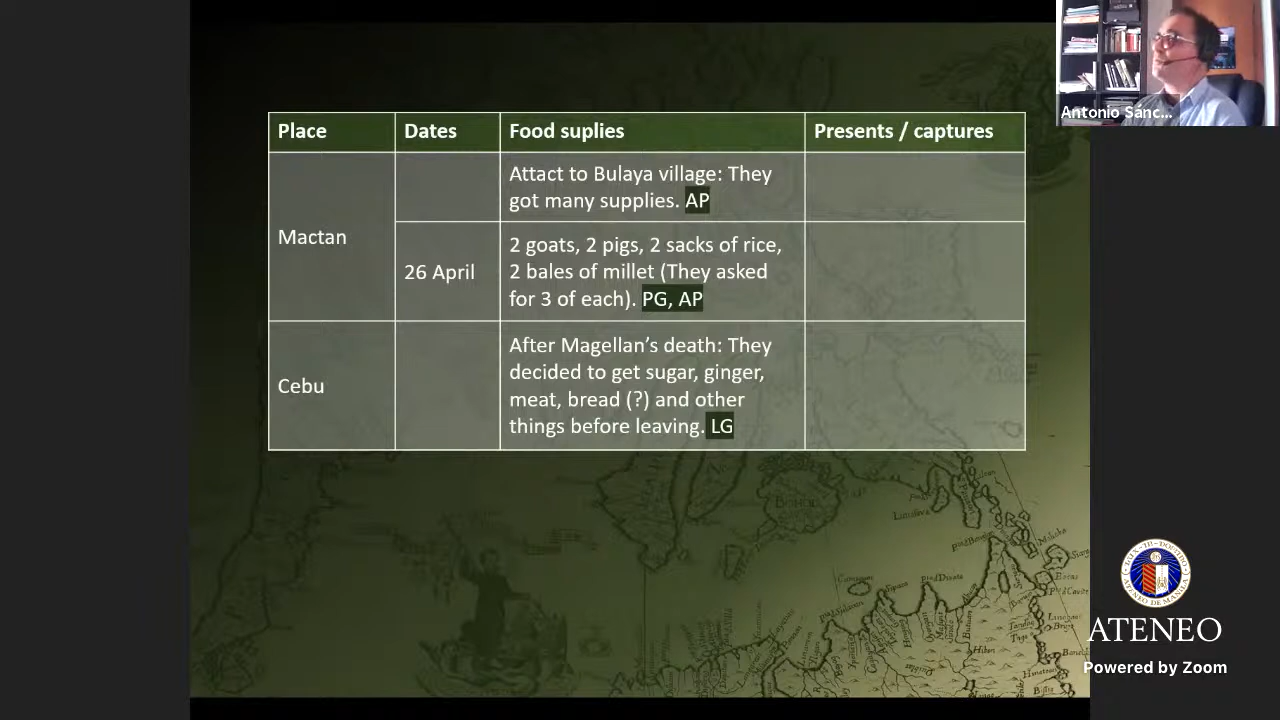 Place Dates Food suplies Presents / captures
Mactan
Attact to Bulaya village: They
got many supplies. AP
26 April
2 goats, 2 pigs, 2 sacks of rice,
2 bales of millet (They asked
for 3 of each). PG, AP
Cebu
After Magellan’s death: They
decided to get sugar, ginger,
meat, bread (?) and other
things before leaving. LG
Antonio Sánc...
BOHOL
ATENEO
Powered by Zoom